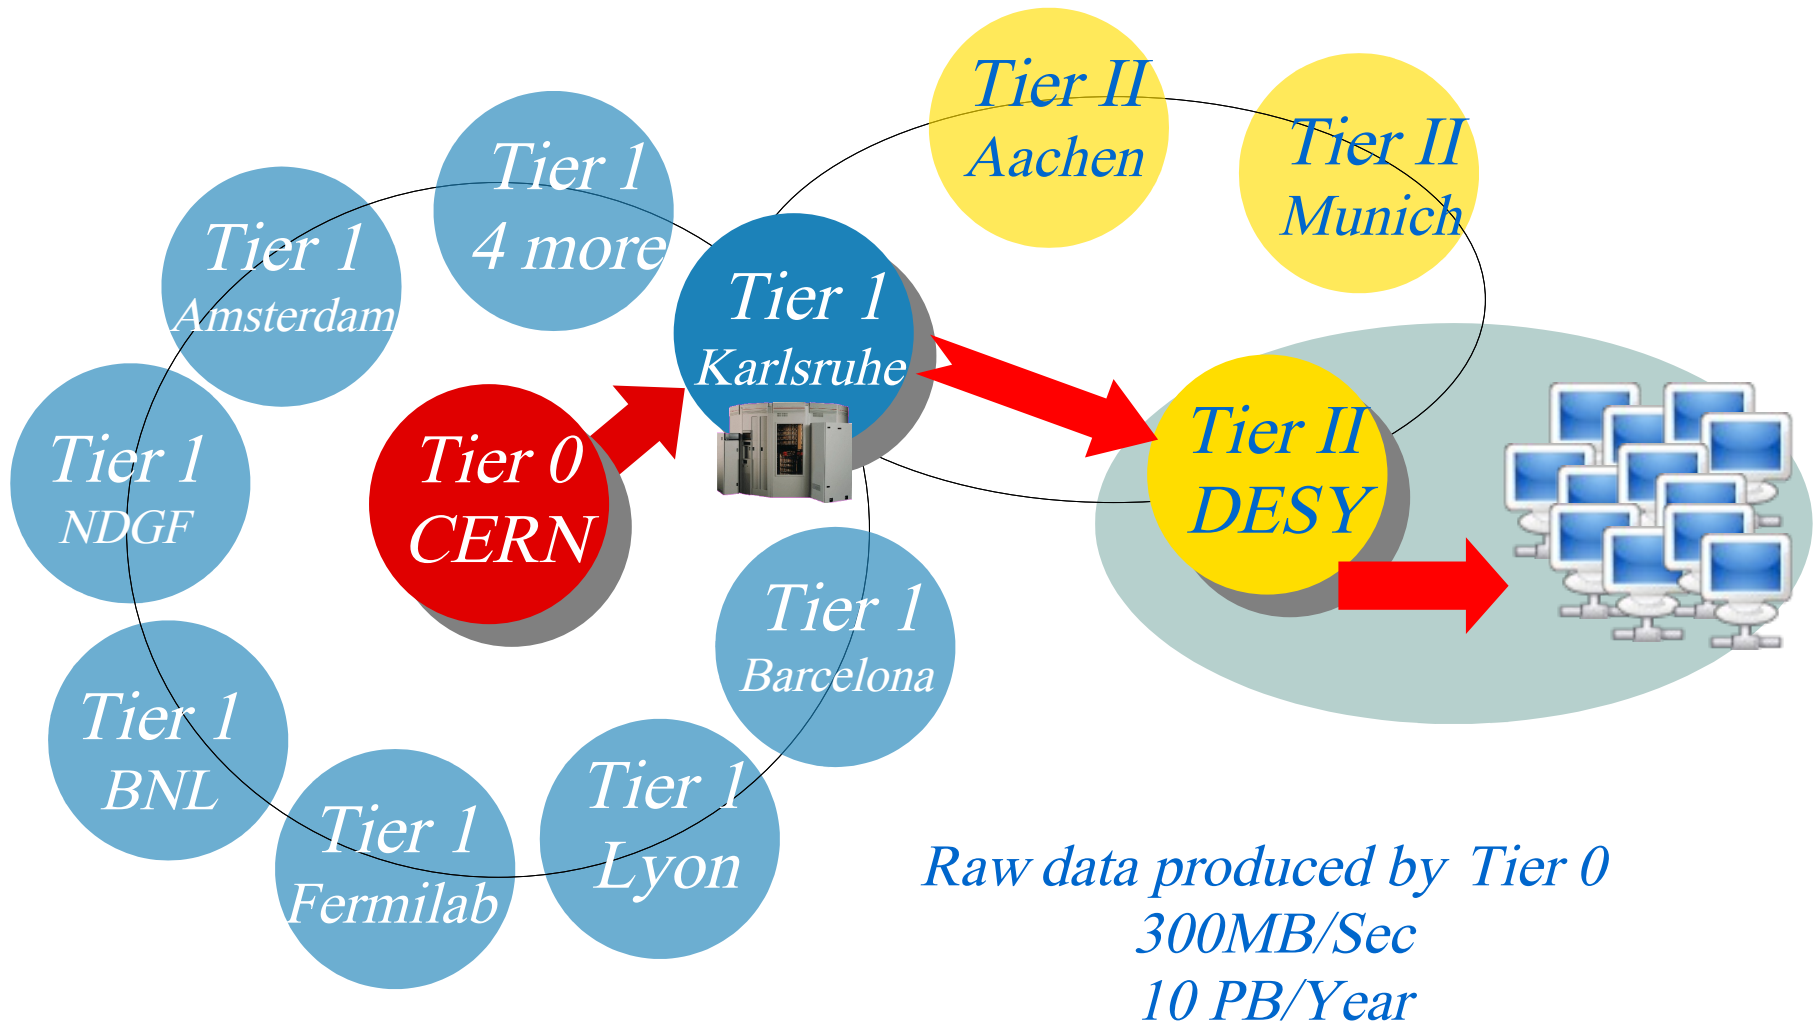 Tier II
Aachen
Tier II
Munich
Tier 1
4 more
Tier 1
Amsterdam
Tier 1
Karlsruhe
Tier II
DESY
Tier 0
CERN
Tier 1
NDGF
Tier 1
Barcelona
Tier 1
BNL
Tier 1
Lyon
Tier 1
Fermilab
Raw data produced by Tier 0
300MB/Sec
10 PB/Year